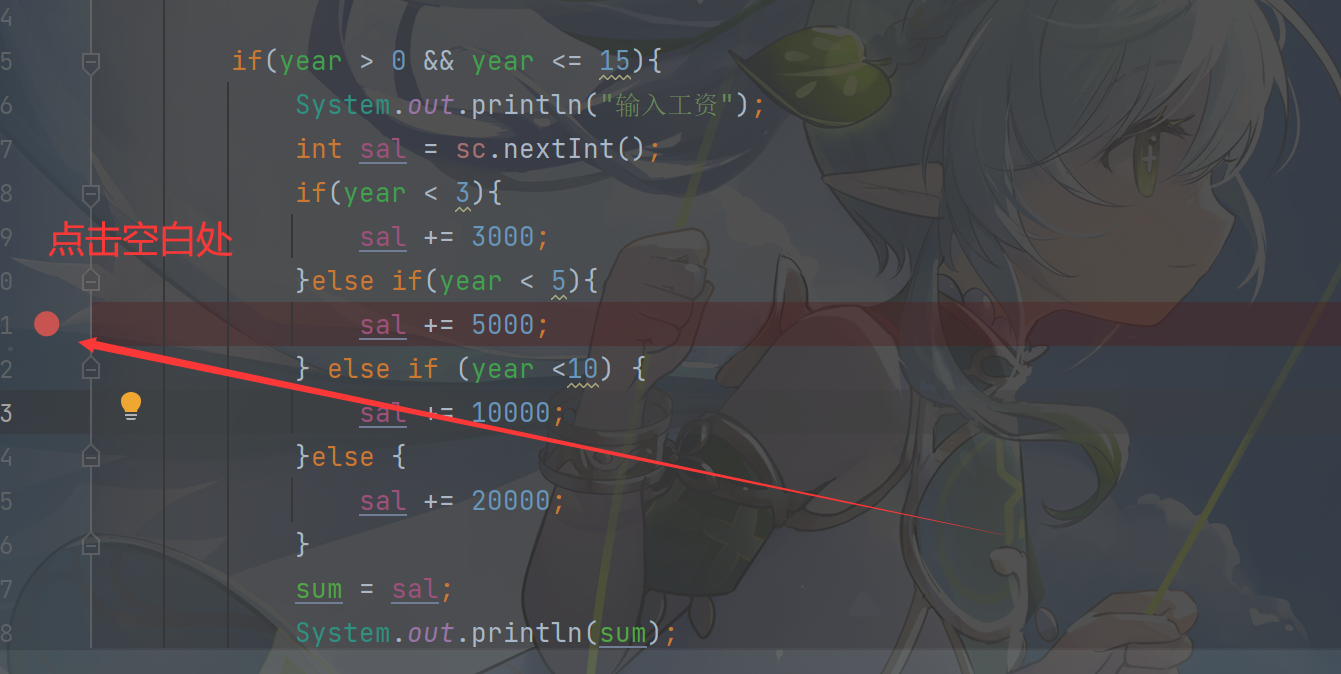 4
5 if(year > 0 && year <= 15){
6 System.out.println("输入工资");
7 int sal = sc.nextInt();
8 if(year < 3){
点击空白处
9 sal += 3000;
0 }else if(year < 5){
1 sal += 5000;
2 } else if (year <10) {
3 sal += 10000;
4 }else {
5 sal += 20000;
6 }
7 sum = sal;
8 System.out.println(sum);